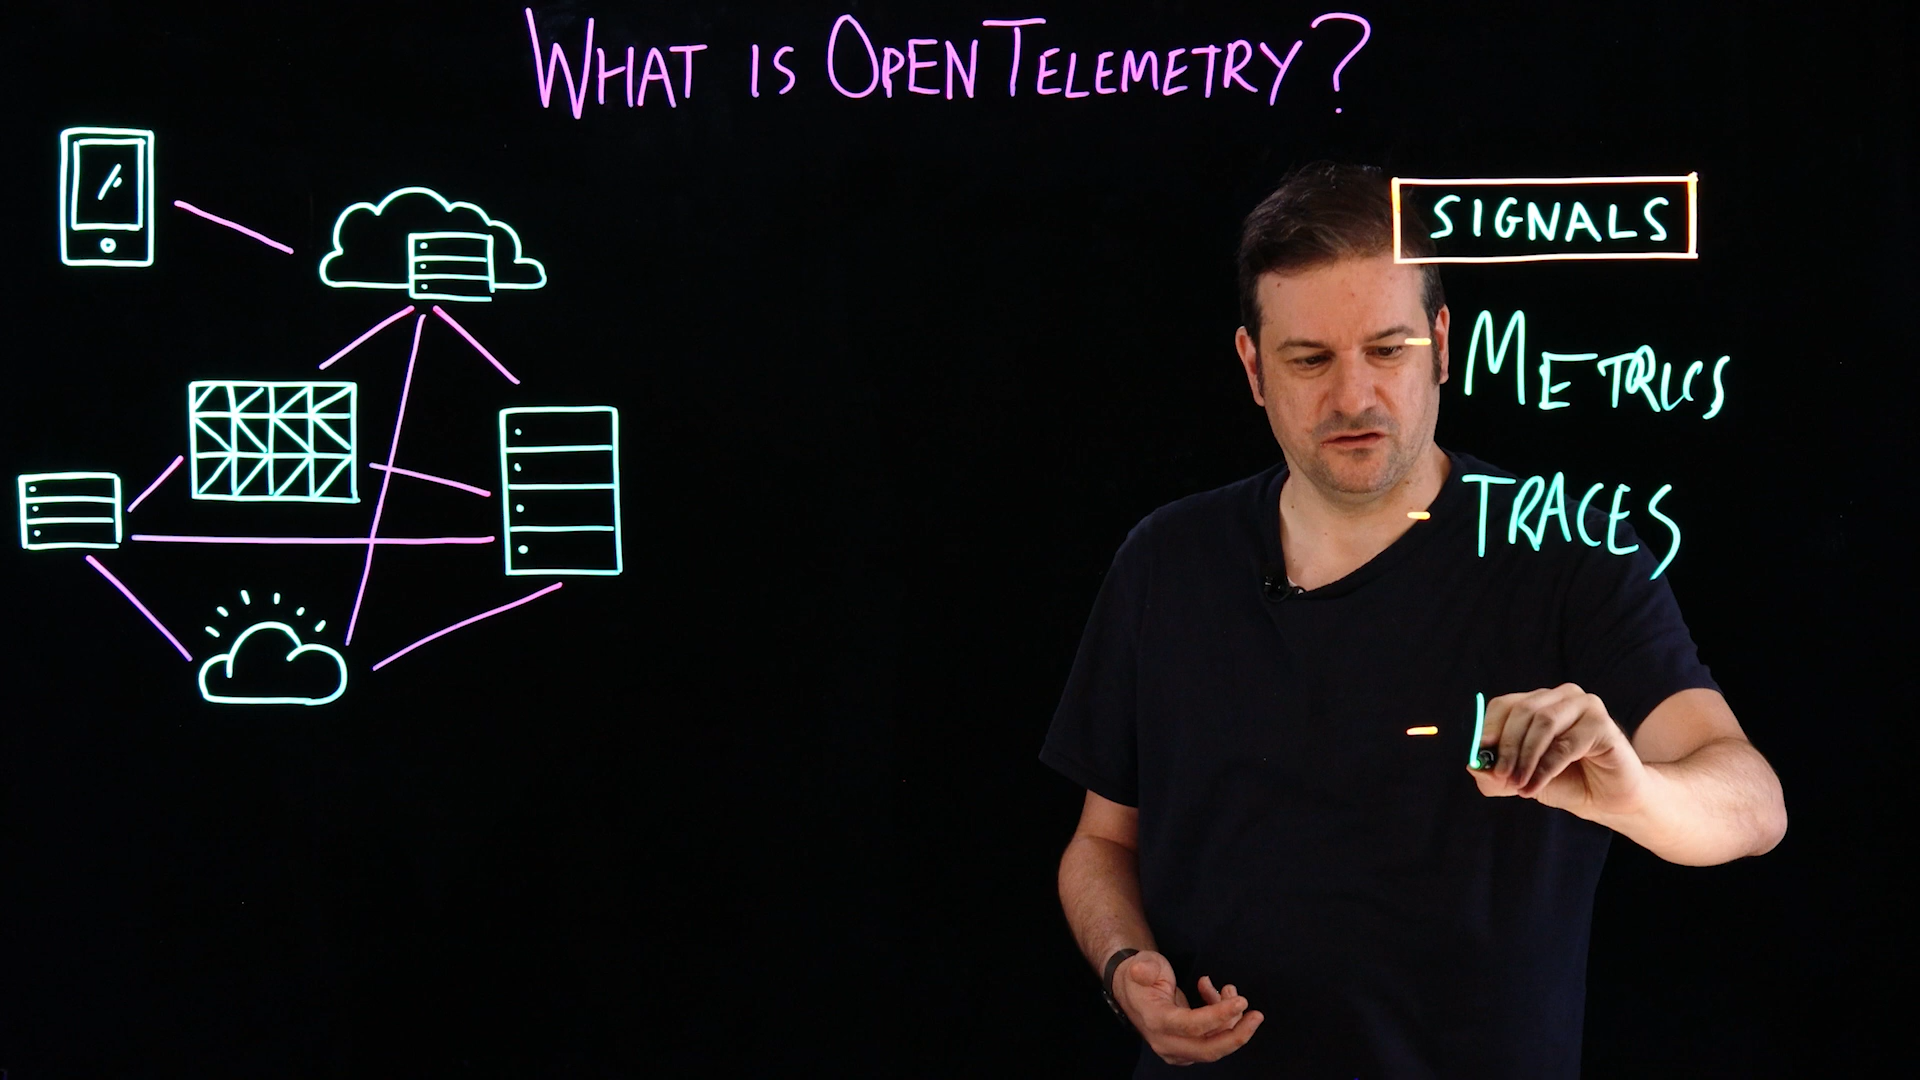 WHAT IS OPENTELEMETRY?
SIGNALS
- METRICS
- TRACES
-